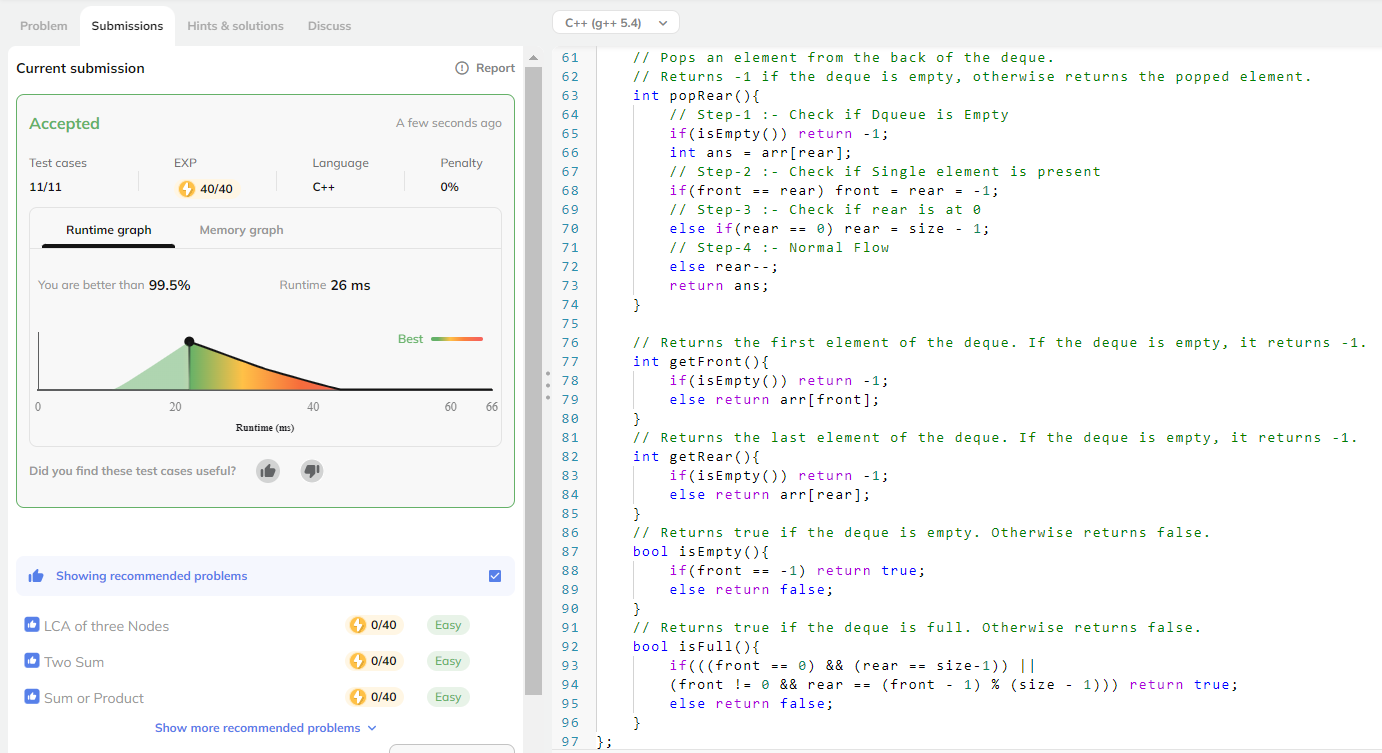 Problem
Submissions
Hints & solutions
Discuss
Current submission
Report
Accepted
A few seconds ago
Test cases
EXP
Language
Penalty
11/11
40/40
C++
0%
Runtime graph
Memory graph
You are better than 99.5%
Runtime 26 ms
Best
0
20
40
60
66
Runtime (ms)
Did you find these test cases useful?
Showing recommended problems
LCA of three Nodes
0/40
Easy
Two Sum
0/40
Easy
Sum or Product
0/40
Easy
Show more recommended problems
C++ (g++ 5.4)
61 // Pops an element from the back of the deque.
62 // Returns -1 if the deque is empty, otherwise returns the popped element.
63 int popRear(){
64 // Step-1 :- Check if Dqueue is Empty
65 if(isEmpty()) return -1;
66 int ans = arr[rear];
67 // Step-2 :- Check if Single element is present
68 if(front == rear) front = rear = -1;
69 // Step-3 :- Check if rear is at 0
70 else if(rear == 0) rear = size - 1;
71 // Step-4 :- Normal Flow
72 else rear--;
73 return ans;
74 }
75
76 // Returns the first element of the deque. If the deque is empty, it returns -1.
77 int getFront(){
78 if(isEmpty()) return -1;
79 else return arr[front];
80 }
81 // Returns the last element of the deque. If the deque is empty, it returns -1.
82 int getRear(){
83 if(isEmpty()) return -1;
84 else return arr[rear];
85 }
86 // Returns true if the deque is empty. Otherwise returns false.
87 bool isEmpty(){
88 if(front == -1) return true;
89 else return false;
90 }
91 // Returns true if the deque is full. Otherwise returns false.
92 bool isFull(){
93 if(((front == 0) && (rear == size-1)) ||
94 (front != 0 && rear == (front - 1) % (size - 1))) return true;
95 else return false;
96 }
97 };